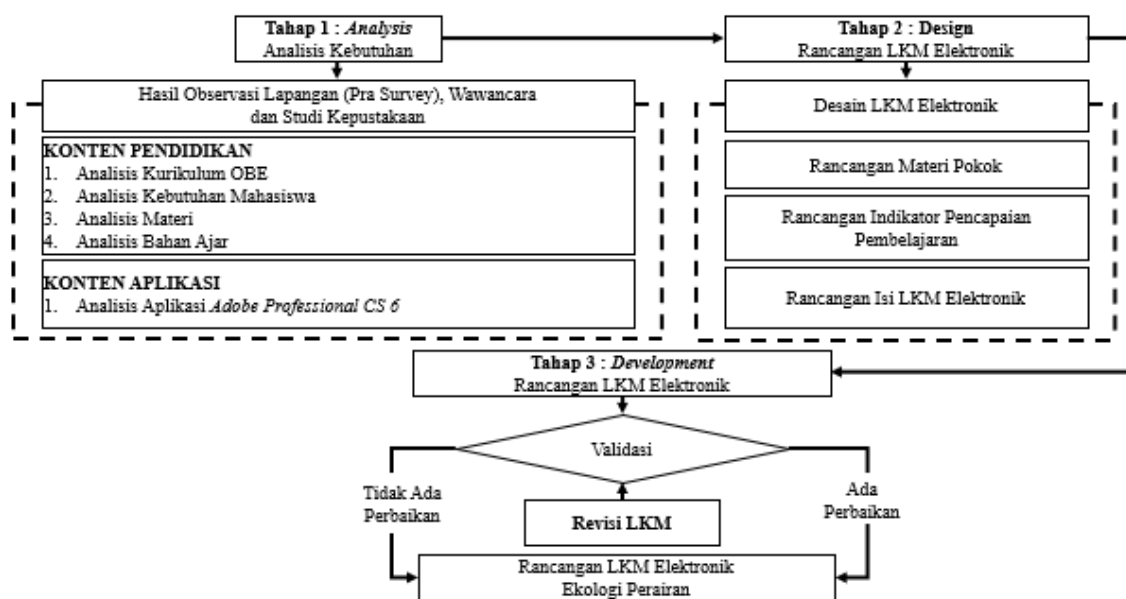 Tahap 1 : Analysis
Analisis Kebutuhan
Tahap 2 : Design
Rancangan LKM Elektronik
Hasil Observasi Lapangan (Pra Survey), Wawancara
dan Studi Kepustakaan
KONTEN PENDIDIKAN
1. Analisis Kurikulum OBE
2. Analisis Kebutuhan Mahasiswa
3. Analisis Materi
4. Analisis Bahan Ajar
KONTEN APLIKASI
1. Analisis Aplikasi Adobe Professional CS 6
Desain LKM Elektronik
Rancangan Materi Pokok
Rancangan Indikator Pencapaian
Pembelajaran
Rancangan Isi LKM Elektronik
Tahap 3 : Development
Rancangan LKM Elektronik
Validasi
Tidak Ada
Perbaikan
Ada
Perbaikan
Revisi LKM
Rancangan LKM Elektronik
Ekologi Perairan